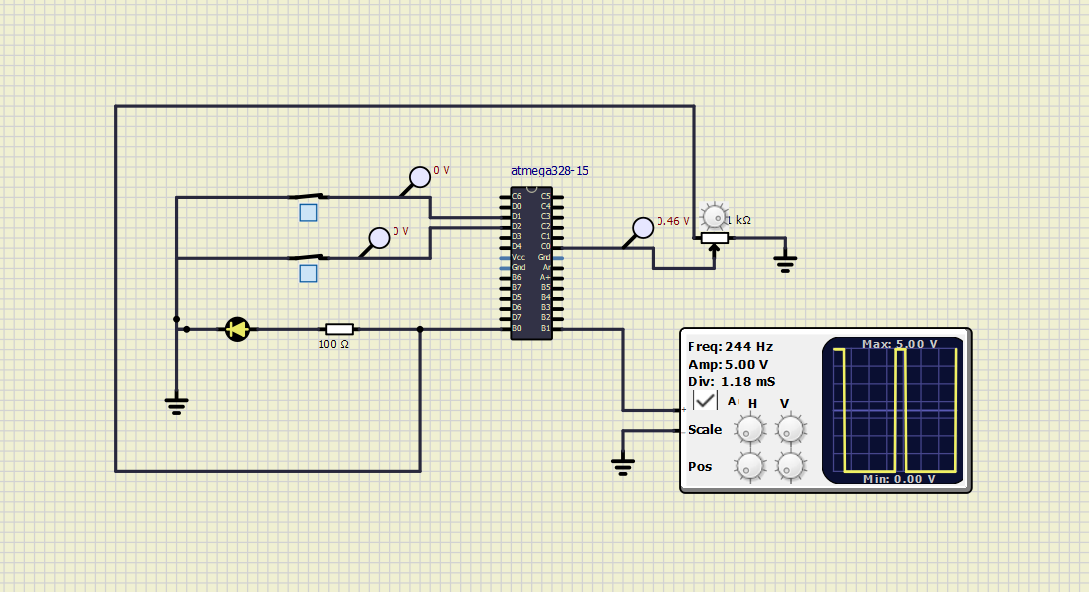 atmega328-15
0 V
0 V
0.46 V
1 kΩ
100 Ω
C6 C5
D0 C4
D1 C3
D2 C2
D3 C1
D4 C0
Vcc Grd
Gnd Ar
B6 A+
B7 B5
D5 B4
D6 B3
D7 B2
B0 B1
Freq: 244 Hz
Amp: 5.00 V
Div: 1.18 mS
A H V
Scale
Pos
Max: 5.00 V
Min: 0.00 V
+